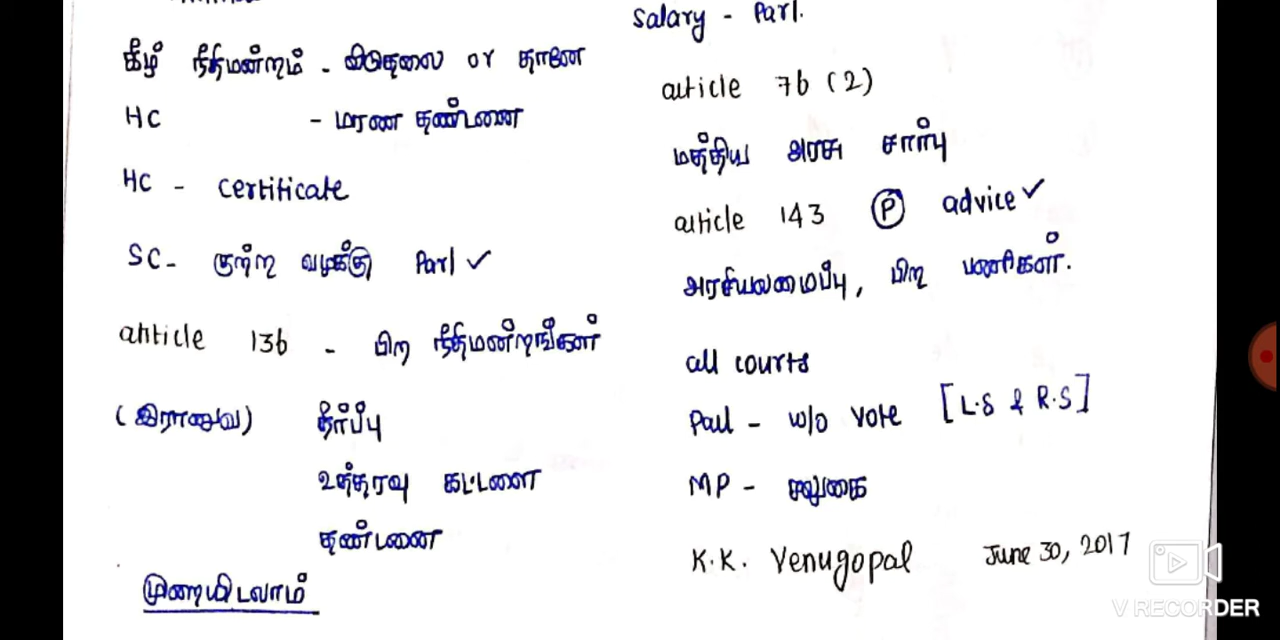 கீழ் நீதிமன்றம் - விடுதலை or தானே
HC - மரண தண்டனை
HC - certificate
SC - குற்ற வழக்கு Parl ✓
article 136 - பிற நீதிமன்றங்கள்
(இராணுவ) தீர்ப்பு
உத்தரவு கட்டளை
தண்டனை
முறையிடலாம்
Salary - Parl.
article 76 (2)
மத்திய அரசு சார்பு
article 143 Ⓟ advice ✓
அரசியலமைப்பு, பிற பணிகள்.
all courts
Parl - w/o vote [L.S & R.S]
MP - சலுகை
K.K. Venugopal June 30, 2017
V RECORDER